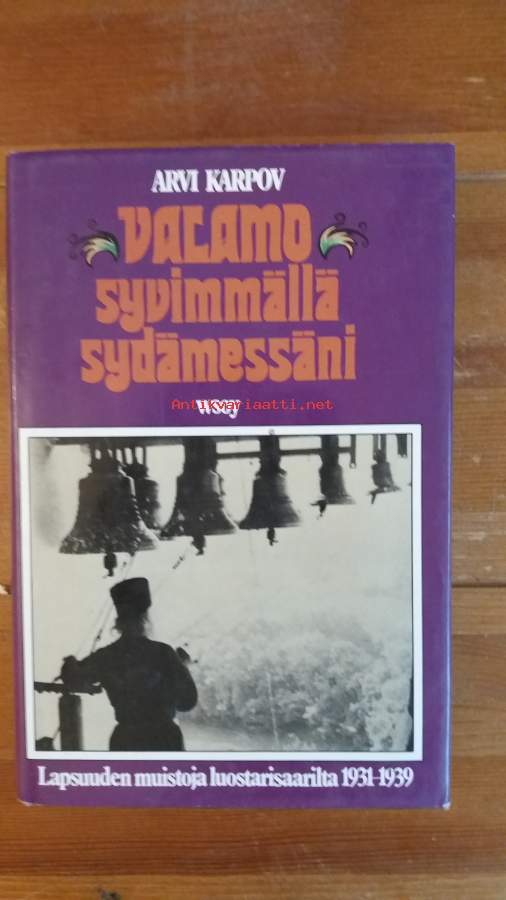 ARVI KARPOV
VALAMO
syvimmällä
sydämessäni
WSOY
Antikvariaatti.net
Lapsuuden muistoja luostarisaarilta 1931-1939